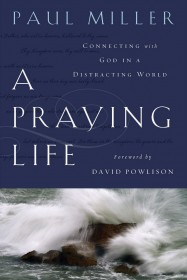 PAUL MILLER
CONNECTING with
GOD IN A
DISTRACTING WORLD
A
PRAYING
LIFE
Foreword by
DAVID POWLISON